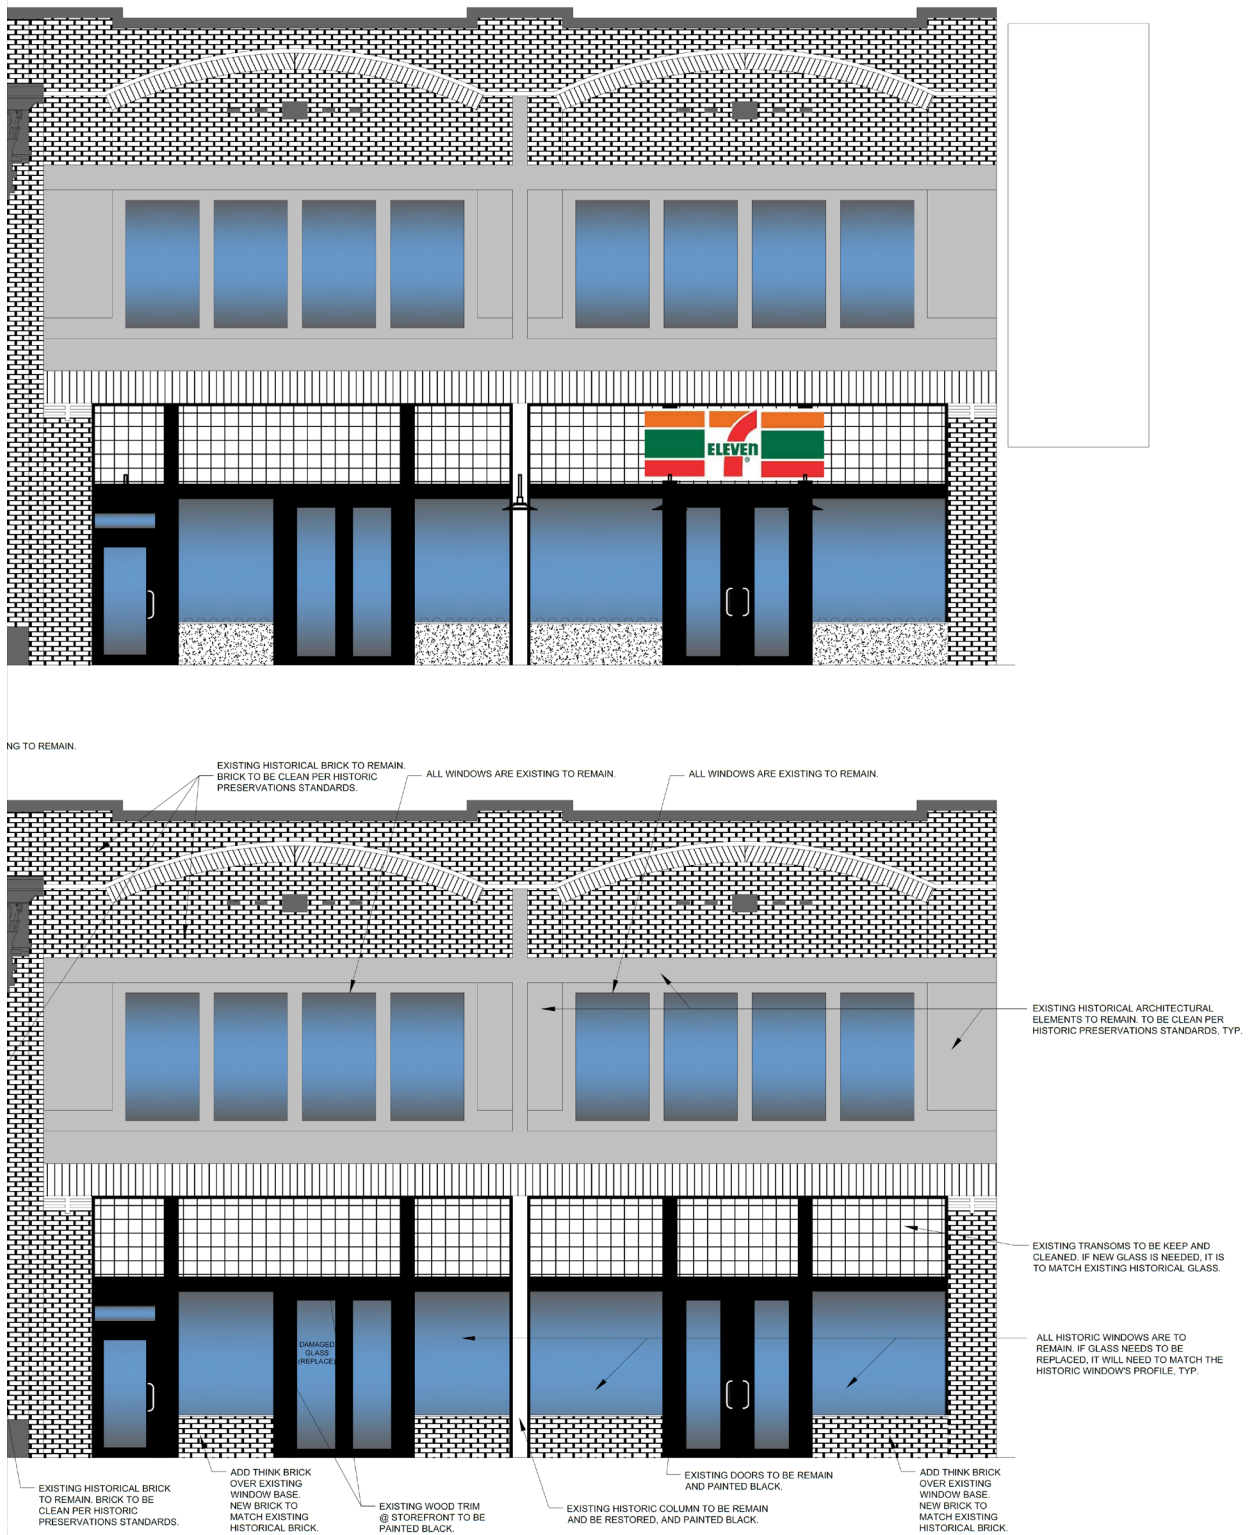 7
ELEVEN
®
NG TO REMAIN.
EXISTING HISTORICAL BRICK TO REMAIN.
BRICK TO BE CLEAN PER HISTORIC
PRESERVATIONS STANDARDS.
ALL WINDOWS ARE EXISTING TO REMAIN.
ALL WINDOWS ARE EXISTING TO REMAIN.
EXISTING HISTORICAL ARCHITECTURAL
ELEMENTS TO REMAIN. TO BE CLEAN PER
HISTORIC PRESERVATIONS STANDARDS, TYP.
EXISTING TRANSOMS TO BE KEEP AND
CLEANED. IF NEW GLASS IS NEEDED, IT IS
TO MATCH EXISTING HISTORICAL GLASS.
ALL HISTORIC WINDOWS ARE TO
REMAIN. IF GLASS NEEDS TO BE
REPLACED, IT WILL NEED TO MATCH THE
HISTORIC WINDOW'S PROFILE, TYP.
DAMAGED
GLASS
(REPLACE)
EXISTING HISTORICAL BRICK
TO REMAIN. BRICK TO BE
CLEAN PER HISTORIC
PRESERVATIONS STANDARDS.
ADD THINK BRICK
OVER EXISTING
WINDOW BASE.
NEW BRICK TO
MATCH EXISTING
HISTORICAL BRICK.
EXISTING WOOD TRIM
@ STOREFRONT TO BE
PAINTED BLACK.
EXISTING HISTORIC COLUMN TO BE REMAIN
AND BE RESTORED, AND PAINTED BLACK.
EXISTING DOORS TO BE REMAIN
AND PAINTED BLACK.
ADD THINK BRICK
OVER EXISTING
WINDOW BASE.
NEW BRICK TO
MATCH EXISTING
HISTORICAL BRICK.